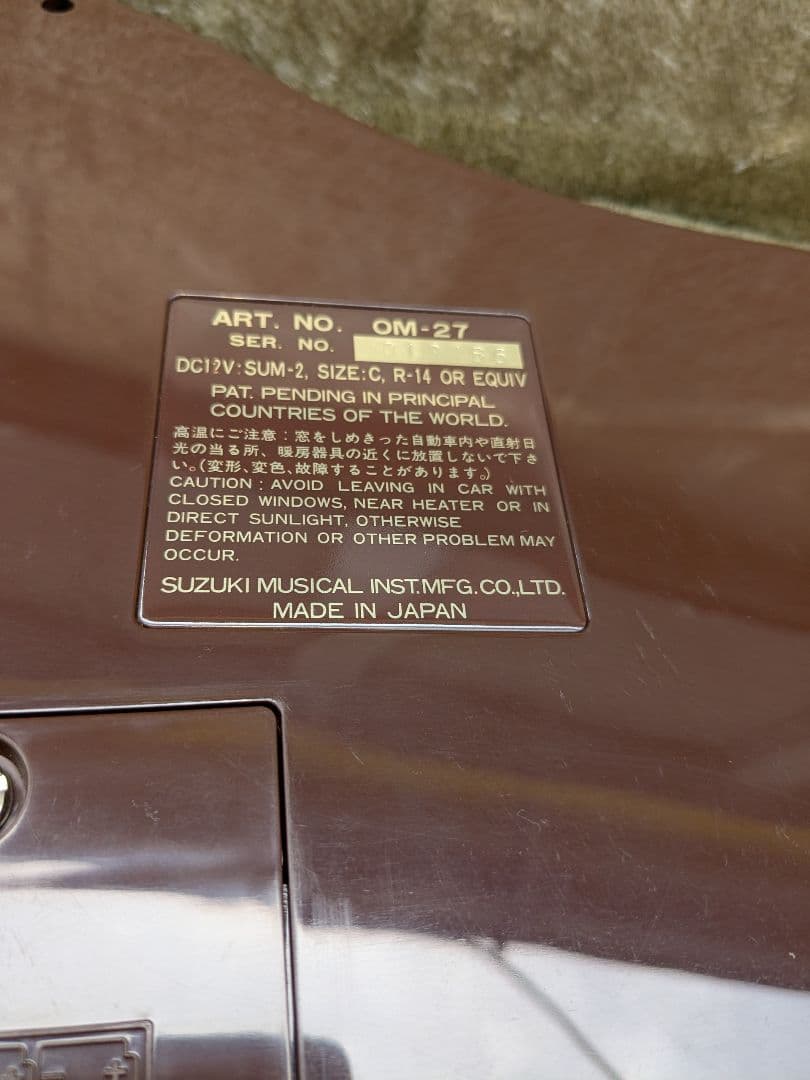 ART. NO. OM-27
SER. NO.
DC12V:SUM-2, SIZE:C, R-14 OR EQUIV
PAT. PENDING IN PRINCIPAL
COUNTRIES OF THE WORLD.
高温にご注意：窓をしめきった自動車内や直射日
光の当る所、暖房器具の近くに放置しないで下さ
い。(変形、変色、故障することがあります。)
CAUTION : AVOID LEAVING IN CAR WITH
CLOSED WINDOWS, NEAR HEATER OR IN
DIRECT SUNLIGHT, OTHERWISE
DEFORMATION OR OTHER PROBLEM MAY
OCCUR.
SUZUKI MUSICAL INST.MFG.CO.,LTD.
MADE IN JAPAN